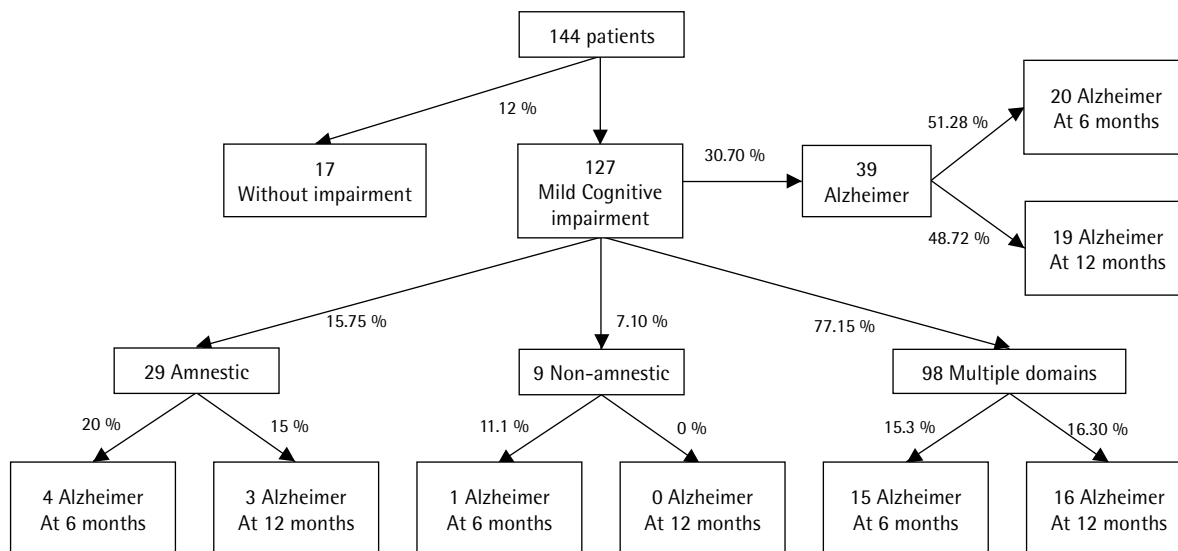 144 patients
12 %
17
Without impairment
127
Mild Cognitive
impairment
30.70 %
39
Alzheimer
51.28 %
20 Alzheimer
At 6 months
48.72 %
19 Alzheimer
At 12 months
15.75 %
7.10 %
77.15 %
29 Amnestic
9 Non-amnestic
98 Multiple domains
20 %
15 %
11.1 %
0 %
15.3 %
16.30 %
4 Alzheimer
At 6 months
3 Alzheimer
At 12 months
1 Alzheimer
At 6 months
0 Alzheimer
At 12 months
15 Alzheimer
At 6 months
16 Alzheimer
At 12 months